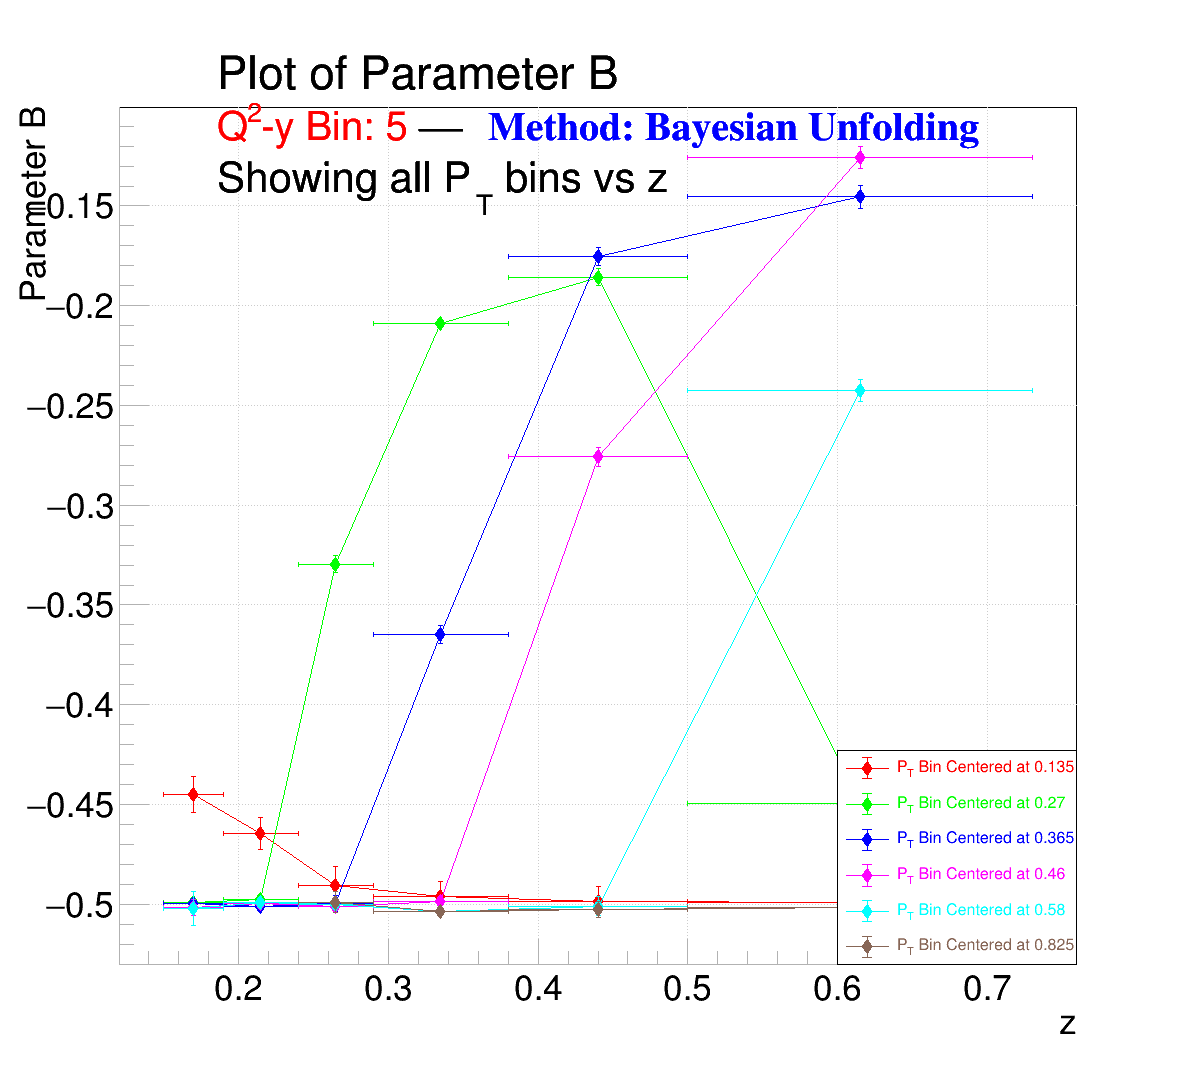 Plot of Parameter B
Q²-y Bin: 5 — Method: Bayesian Unfolding
Showing all P_T bins vs z
Parameter B
−0.15
−0.2
−0.25
−0.3
−0.35
−0.4
−0.45
−0.5
0.2 0.3 0.4 0.5 0.6 0.7
z
P_T Bin Centered at 0.135
P_T Bin Centered at 0.27
P_T Bin Centered at 0.365
P_T Bin Centered at 0.46
P_T Bin Centered at 0.58
P_T Bin Centered at 0.825